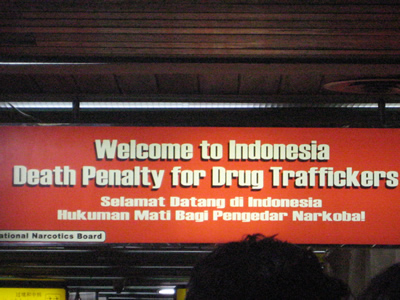 Welcome to Indonesia
Death Penalty for Drug Traffickers
Selamat Datang di Indonesia
Hukuman Mati Bagi Pengedar Narkoba!
ational Narcotics Board